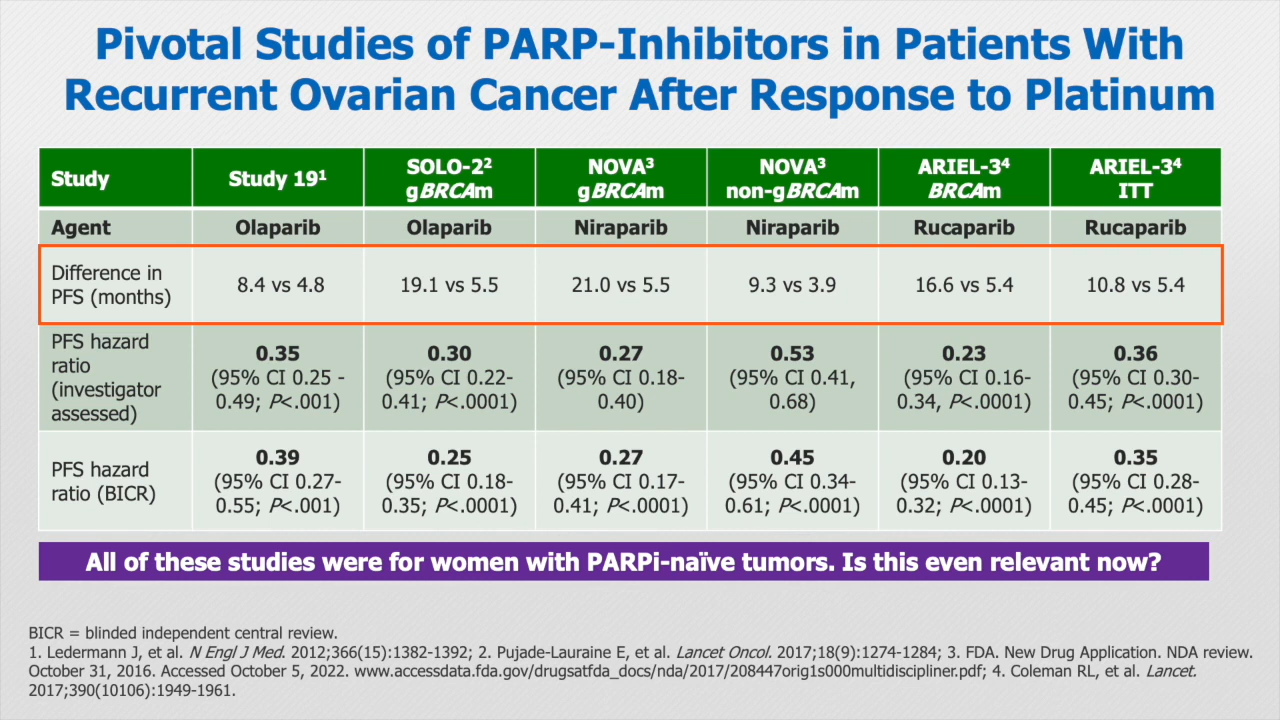 Pivotal Studies of PARP-Inhibitors in Patients With
Recurrent Ovarian Cancer After Response to Platinum
Study
Study 19¹
SOLO-2²
gBRCAm
NOVA³
gBRCAm
NOVA³
non-gBRCAm
ARIEL-3⁴
BRCAm
ARIEL-3⁴
ITT
Agent
Olaparib
Olaparib
Niraparib
Niraparib
Rucaparib
Rucaparib
Difference in
PFS (months)
8.4 vs 4.8
19.1 vs 5.5
21.0 vs 5.5
9.3 vs 3.9
16.6 vs 5.4
10.8 vs 5.4
PFS hazard
ratio
(investigator
assessed)
0.35
(95% CI 0.25 -
0.49; P<.001)
0.30
(95% CI 0.22-
0.41; P<.0001)
0.27
(95% CI 0.18-
0.40)
0.53
(95% CI 0.41,
0.68)
0.23
(95% CI 0.16-
0.34, P<.0001)
0.36
(95% CI 0.30-
0.45; P<.0001)
PFS hazard
ratio (BICR)
0.39
(95% CI 0.27-
0.55; P<.001)
0.25
(95% CI 0.18-
0.35; P<.0001)
0.27
(95% CI 0.17-
0.41; P<.0001)
0.45
(95% CI 0.34-
0.61; P<.0001)
0.20
(95% CI 0.13-
0.32; P<.0001)
0.35
(95% CI 0.28-
0.45; P<.0001)
All of these studies were for women with PARPi-naïve tumors. Is this even relevant now?
BICR = blinded independent central review.
1. Ledermann J, et al. N Engl J Med. 2012;366(15):1382-1392; 2. Pujade-Lauraine E, et al. Lancet Oncol. 2017;18(9):1274-1284; 3. FDA. New Drug Application. NDA review.
October 31, 2016. Accessed October 5, 2022. www.accessdata.fda.gov/drugsatfda_docs/nda/2017/208447orig1s000multidiscipliner.pdf; 4. Coleman RL, et al. Lancet.
2017;390(10106):1949-1961.